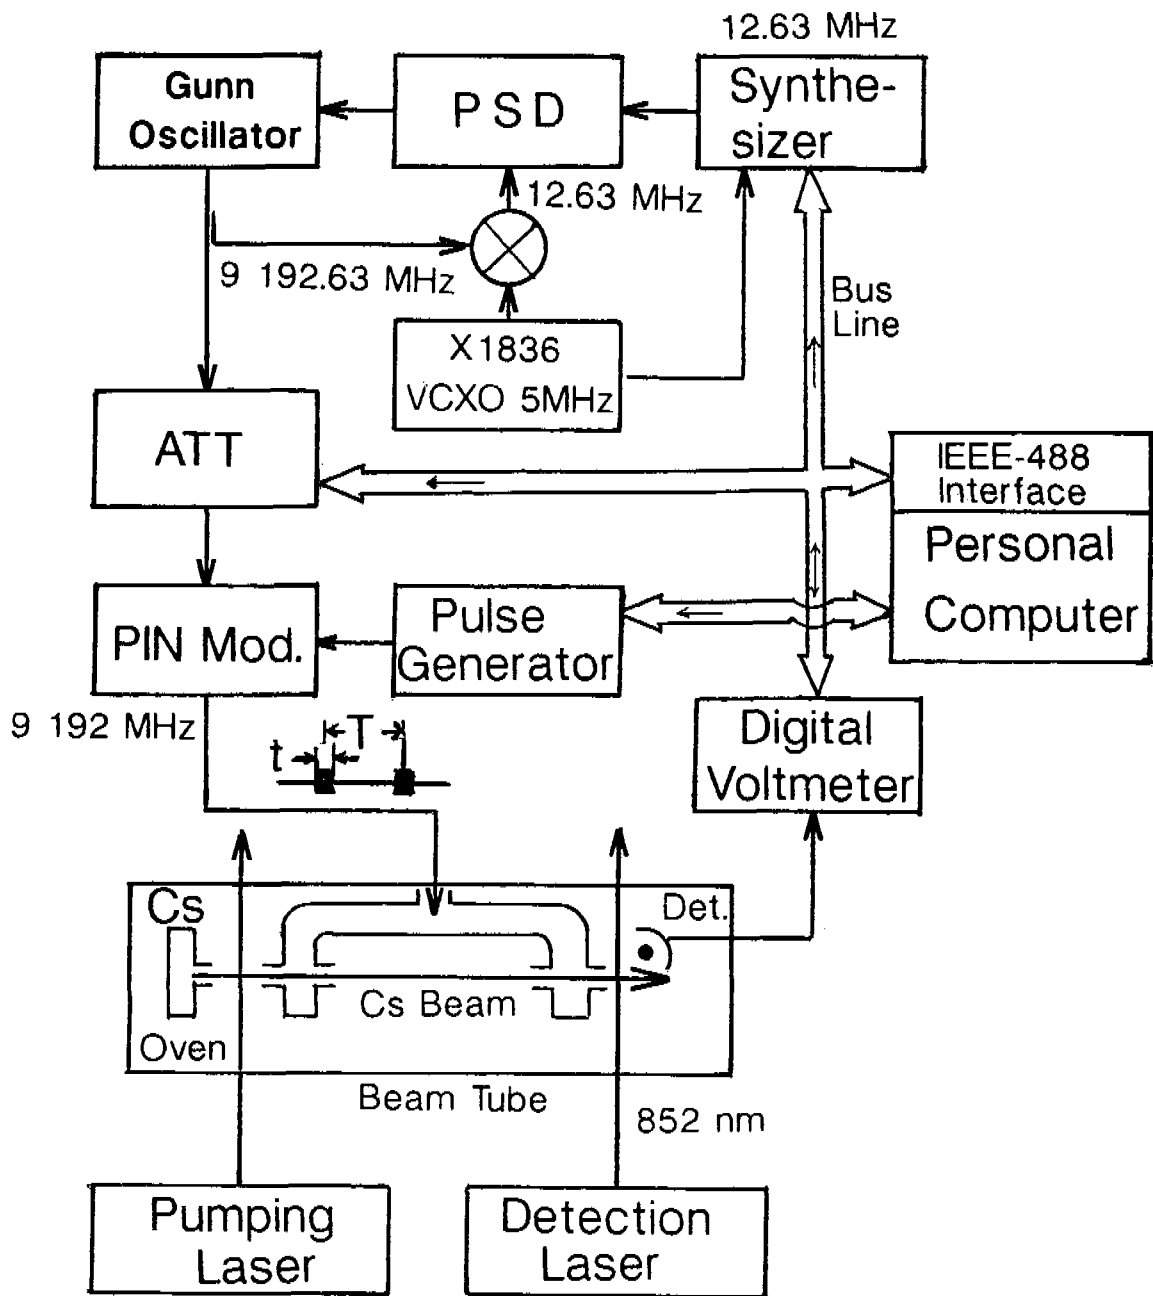 12.63 MHz
Gunn
Oscillator
PSD
Synthe-
sizer
12.63 MHz
9 192.63 MHz
X1836
VCXO 5MHz
Bus
Line
ATT
IEEE-488
Interface
Personal
Computer
PIN Mod.
Pulse
Generator
9 192 MHz
T
t
Digital
Voltmeter
Cs
Det.
Cs Beam
Oven
Beam Tube
852 nm
Pumping
Laser
Detection
Laser